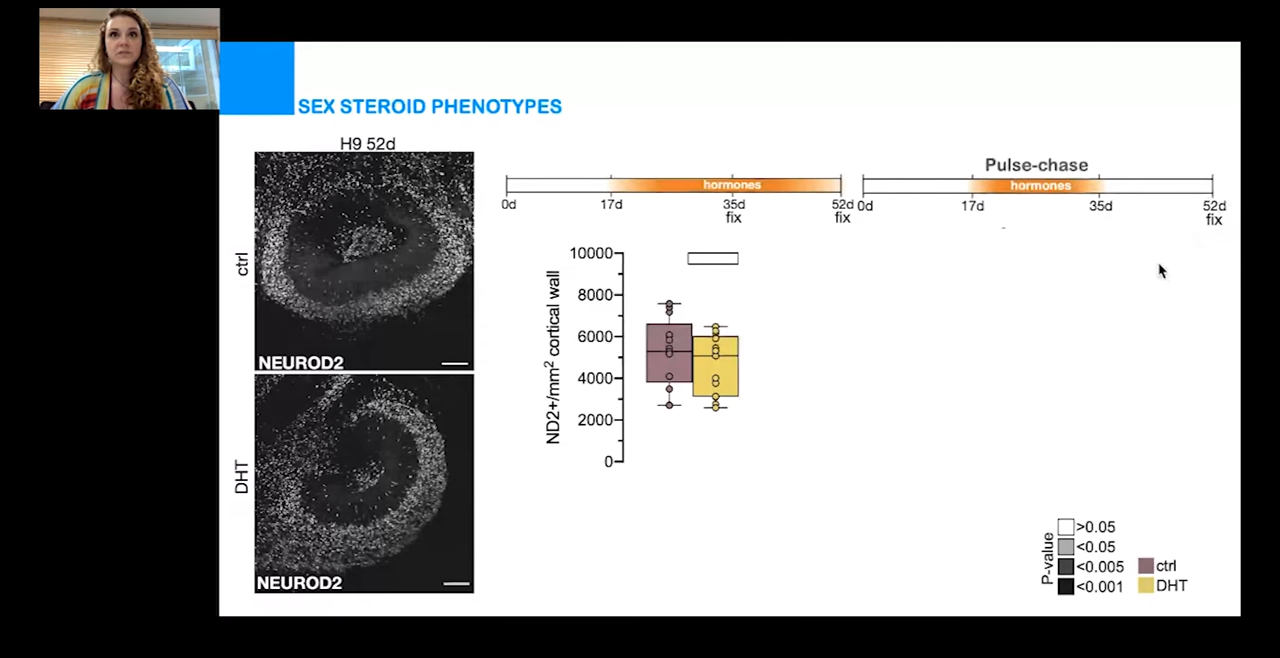 SEX STEROID PHENOTYPES
H9 52d
ctrl
NEUROD2
DHT
NEUROD2
hormones
0d 17d 35d 52d
fix fix
Pulse-chase
hormones
0d 17d 35d 52d
fix
ND2+/mm² cortical wall
10000
8000
6000
4000
2000
0
P-value
>0.05
<0.05
<0.005
<0.001
ctrl
DHT